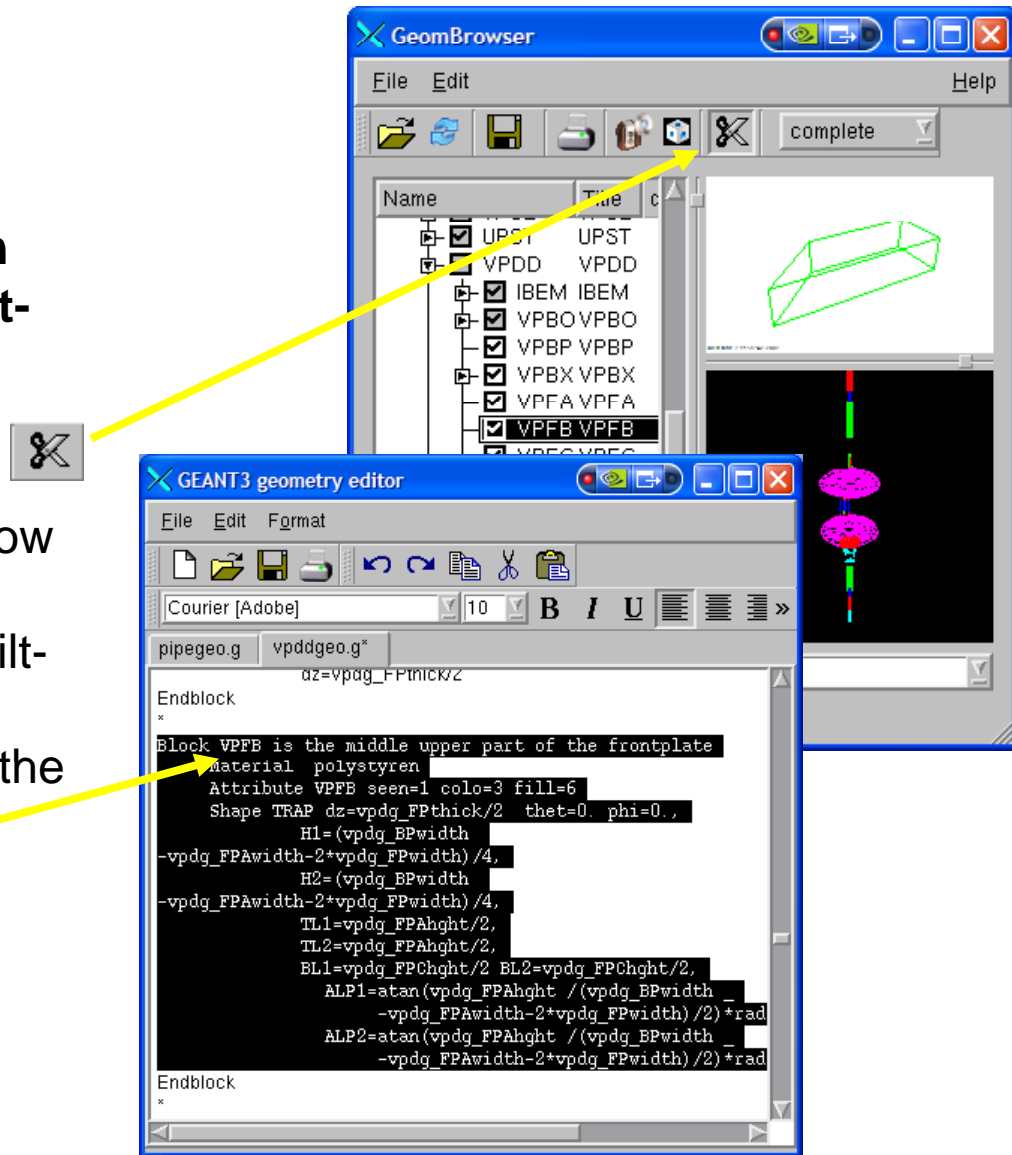 n
t-
ow
ilt-
the
GeomBrowser
File Edit Help
complete
Name Title c
UPST UPST
VPDD VPDD
IBEM IBEM
VPBO VPBO
VPBP VPBP
VPBX VPBX
VPFA VPFA
VPFB VPFB
GEANT3 geometry editor
File Edit Format
Courier [Adobe] 10 B I U »
pipegeo.g vpddgeo.g*
dz=vpdg_FPthick/2
Endblock
*
Block VPFB is the middle upper part of the frontplate
Material polystyren
Attribute VPFB seen=1 colo=3 fill=6
Shape TRAP dz=vpdg_FPthick/2 thet=0. phi=0.,
H1=(vpdg_BPwidth
-vpdg_FPAwidth-2*vpdg_FPwidth)/4,
H2=(vpdg_BPwidth
-vpdg_FPAwidth-2*vpdg_FPwidth)/4,
TL1=vpdg_FPAhght/2,
TL2=vpdg_FPAhght/2,
BL1=vpdg_FPChght/2 BL2=vpdg_FPChght/2,
ALP1=atan(vpdg_FPAhght /(vpdg_BPwidth _
-vpdg_FPAwidth-2*vpdg_FPwidth)/2)*rad
ALP2=atan(vpdg_FPAhght /(vpdg_BPwidth _
-vpdg_FPAwidth-2*vpdg_FPwidth)/2)*rad
Endblock
*